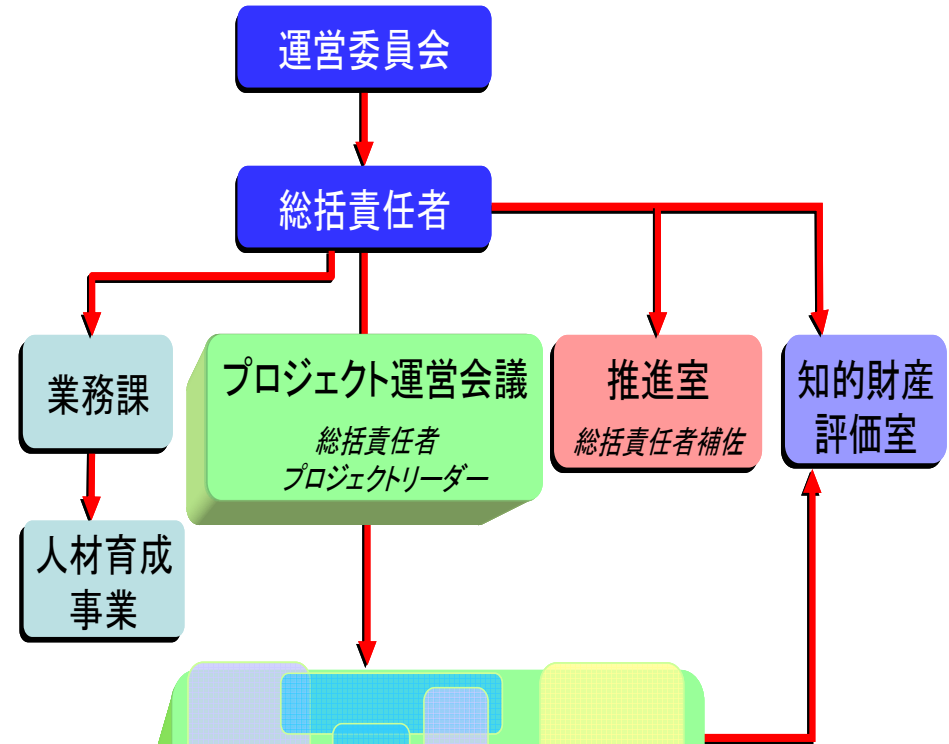 運営委員会
総括責任者
業務課
プロジェクト運営会議
総括責任者
プロジェクトリーダー
推進室
総括責任者補佐
知的財産
評価室
人材育成
事業